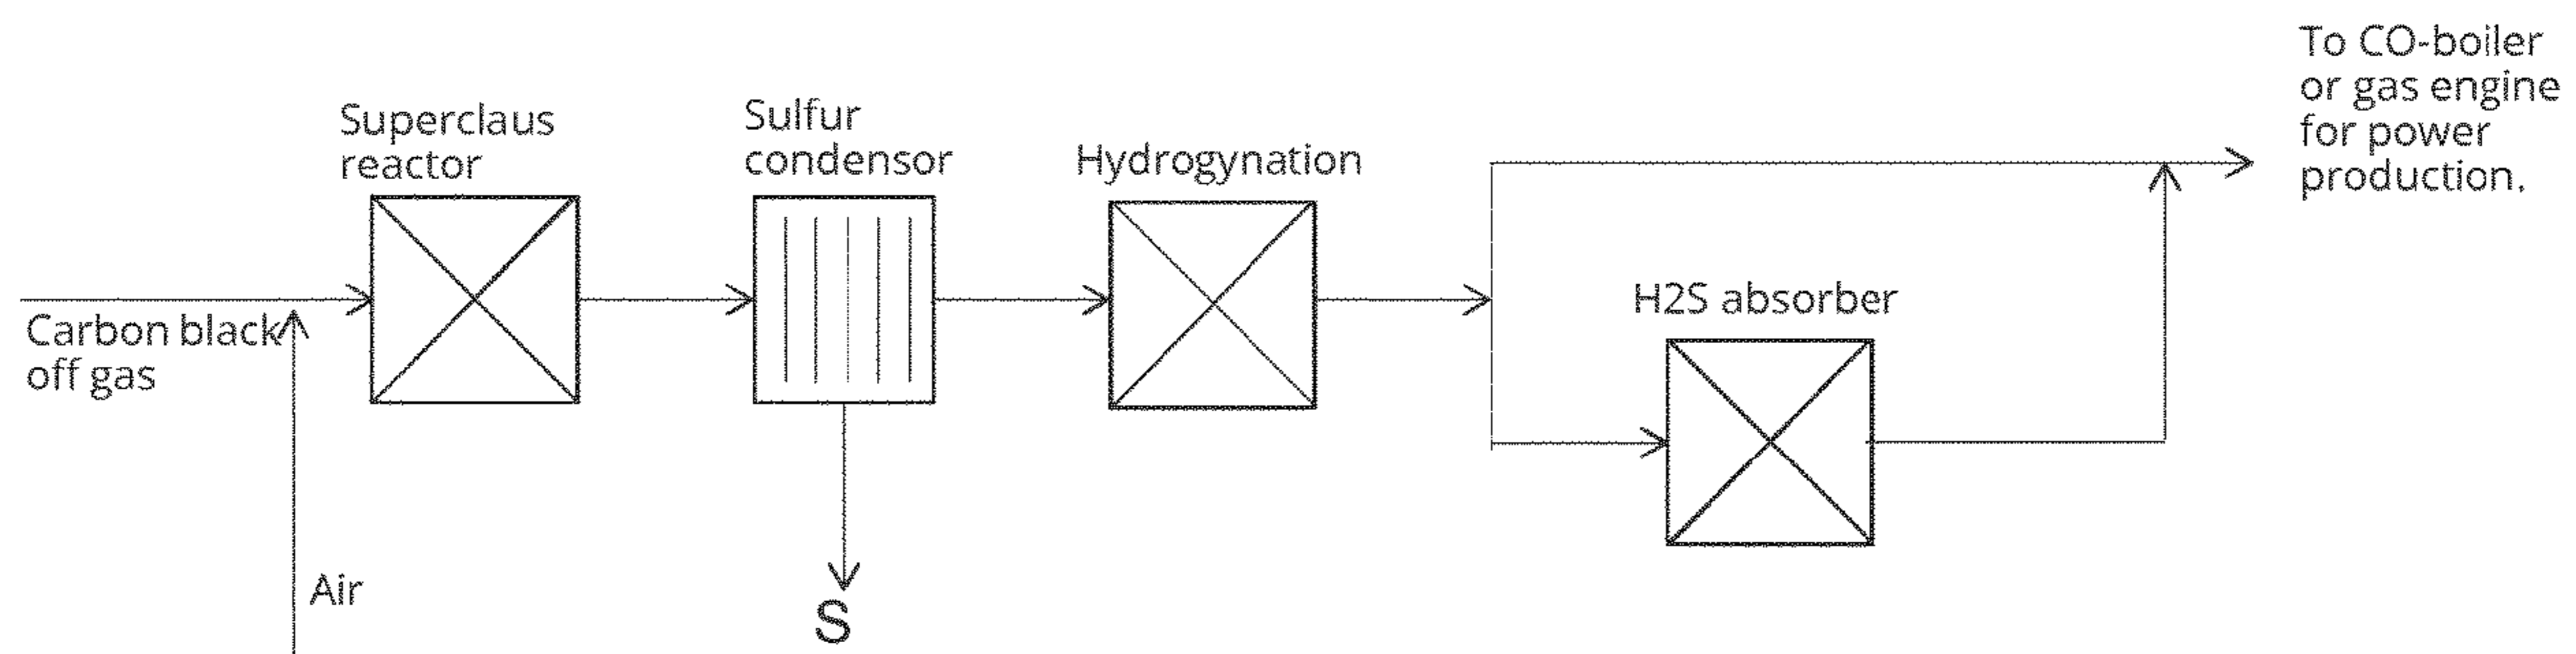 Carbon black
off gas
Air
Superclaus
reactor
Sulfur
condensor
S
Hydrogynation
H2S absorber
To CO-boiler
or gas engine
for power
production.